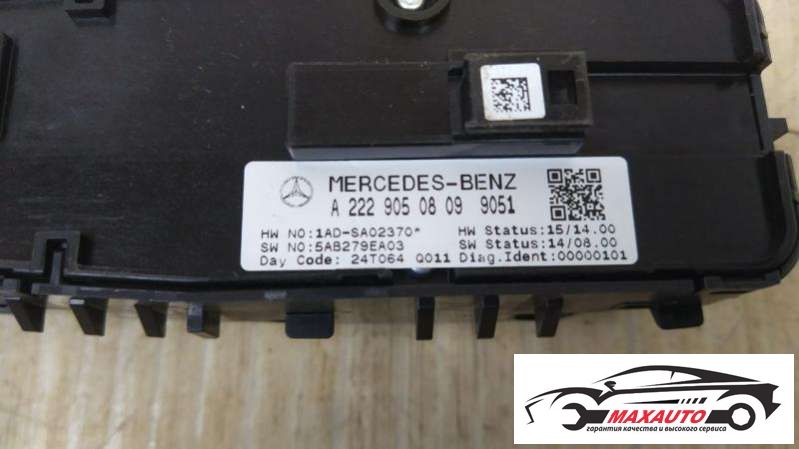 MERCEDES-BENZ
A 222 905 08 09 9051
HW NO:1AD-SA02370* HW Status:15/14.00
SW NO:5AB279EA03 SW Status:14/08.00
Day Code: 24T064 Q011 Diag.Ident:00000101
MAXAUTO
гарантия качества и высокого сервиса